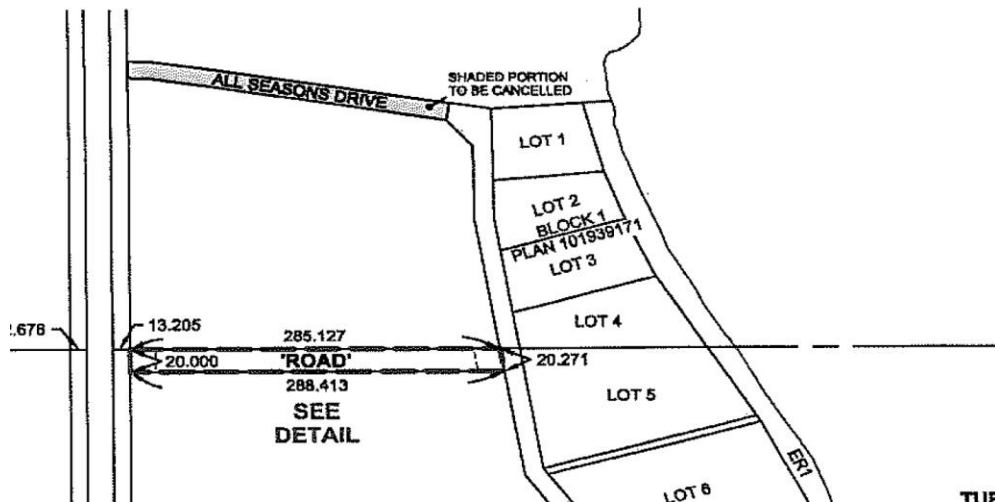 SHADED PORTION
TO BE CANCELLED
ALL SEASONS DRIVE
LOT 1
LOT 2
BLOCK 1
PLAN 101939171
LOT 3
LOT 4
.678
13.205
285.127
20.000
'ROAD'
20.271
288.413
SEE
DETAIL
LOT 5
ER1
LOT 6